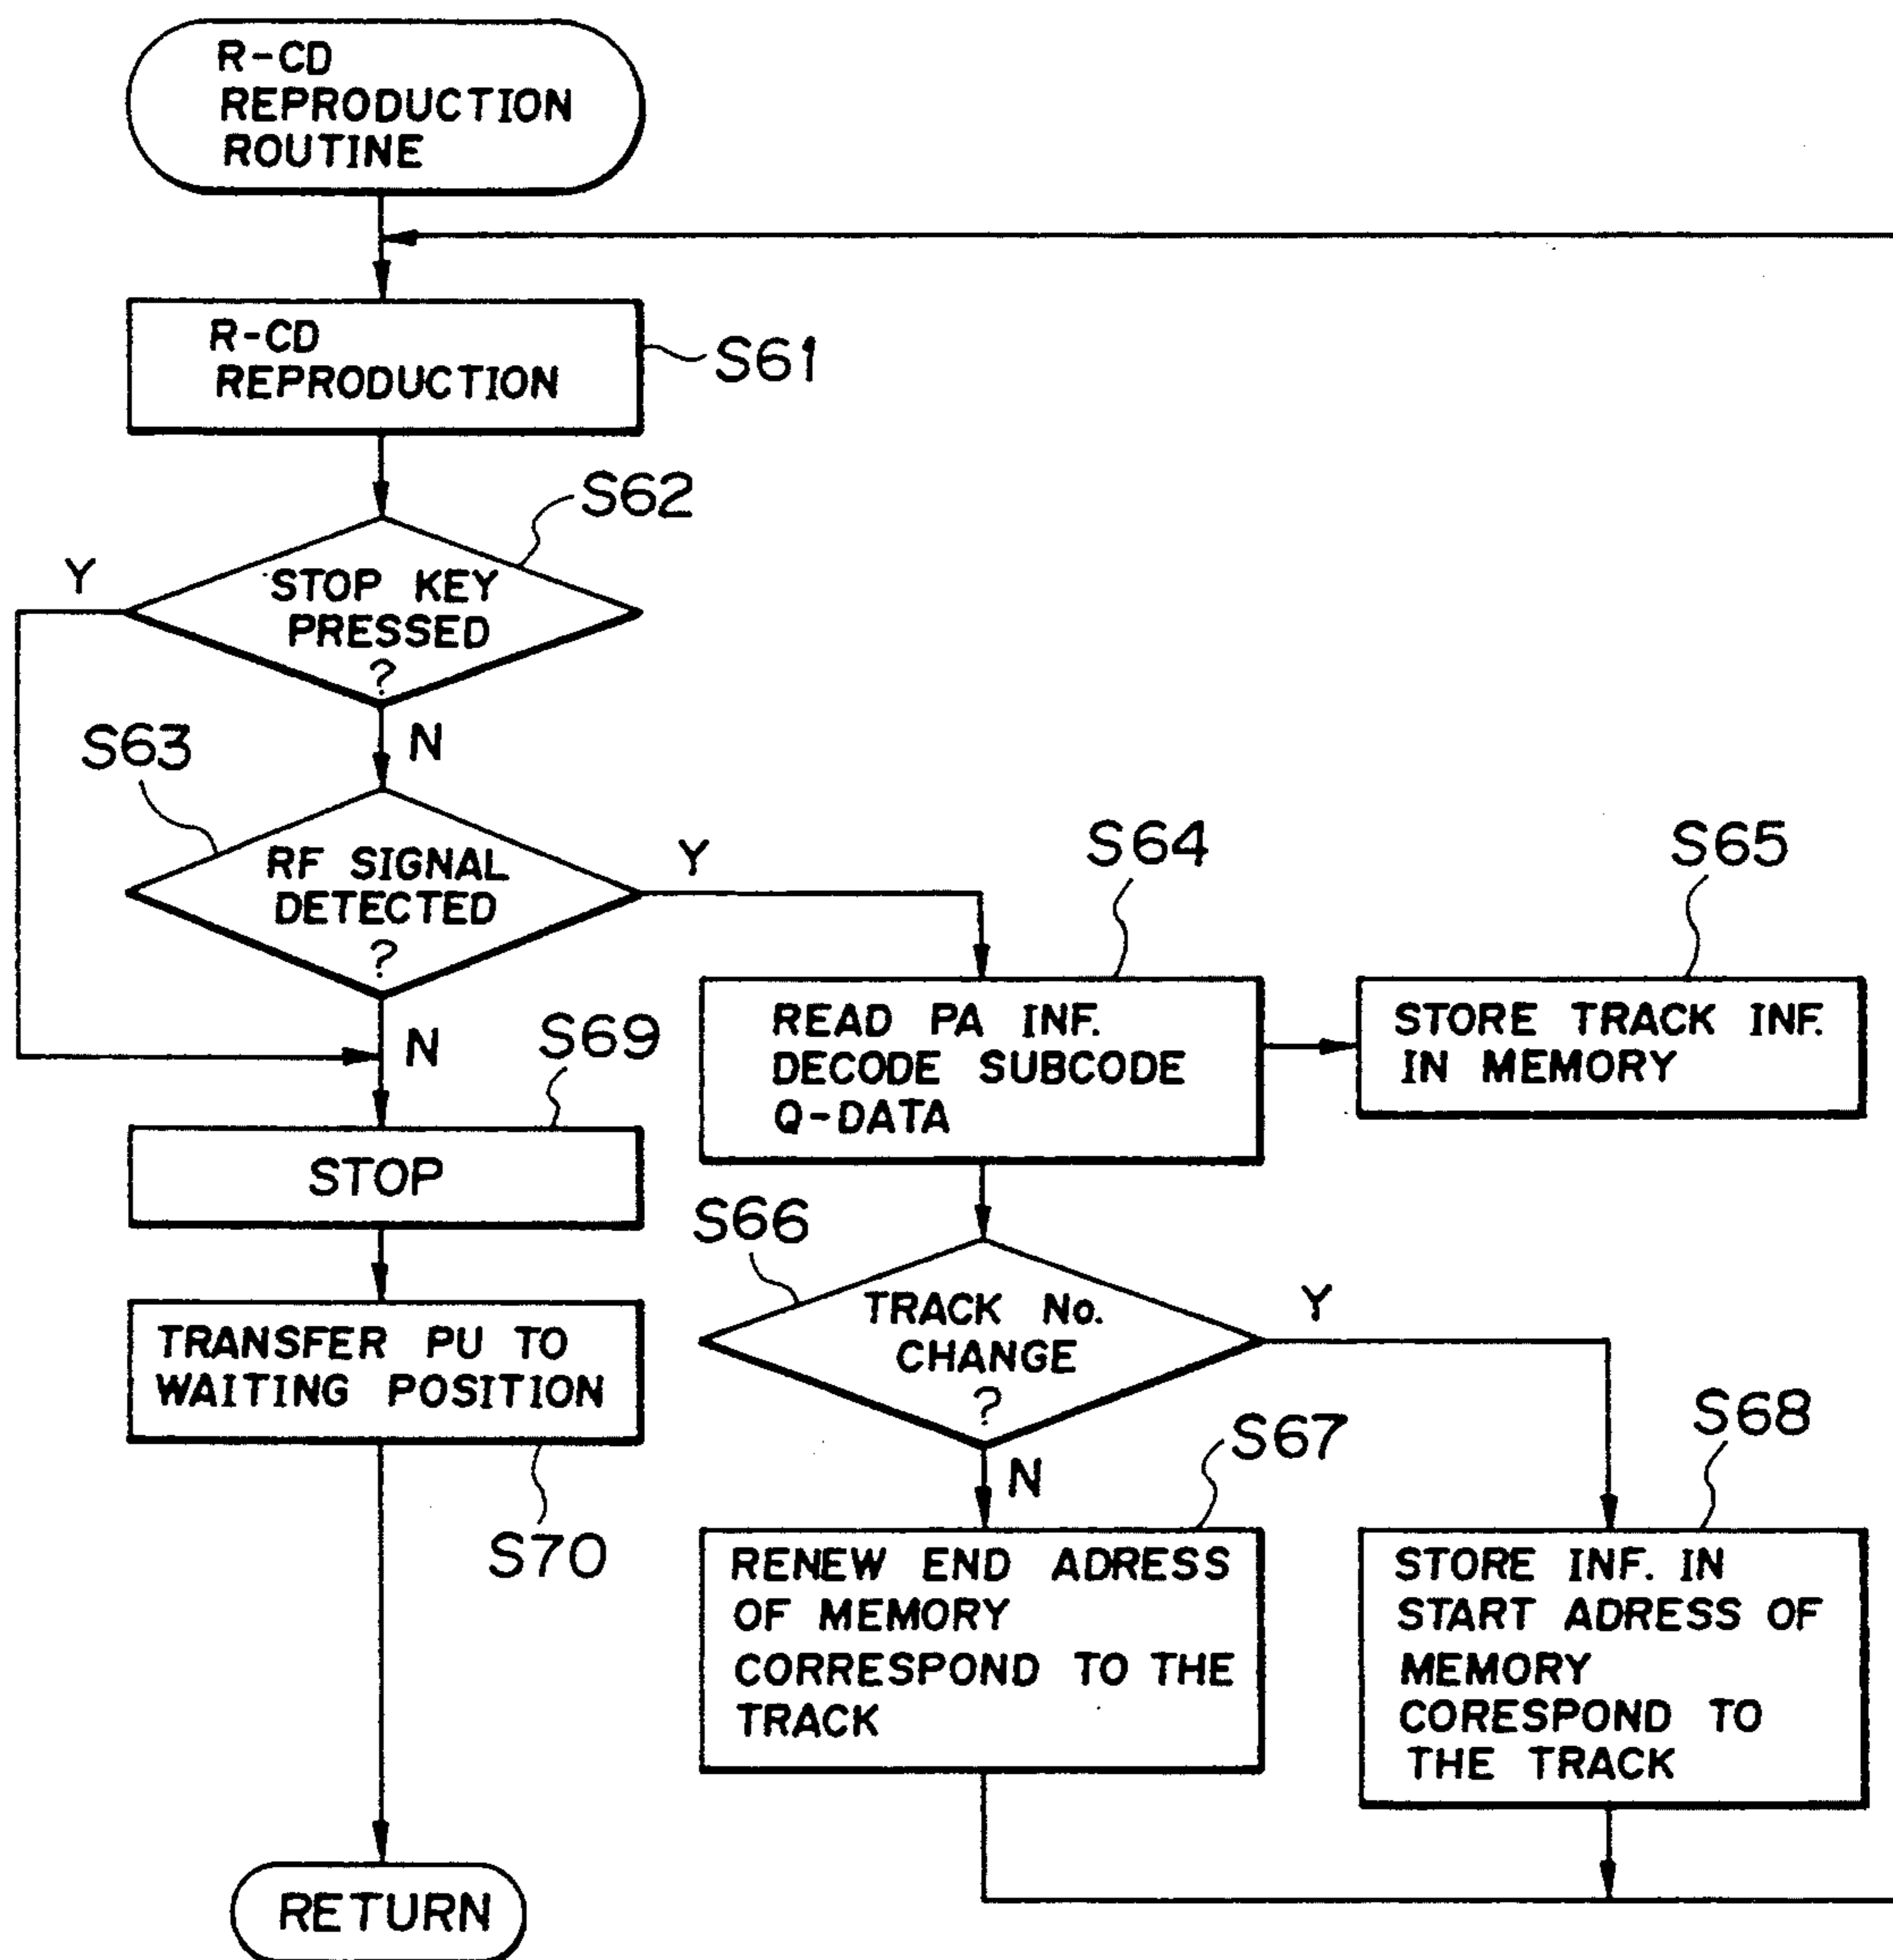 R-CD
REPRODUCTION
ROUTINE
R-CD
REPRODUCTION
S61
S62
Y
STOP KEY
PRESSED
?
N
S63
RF SIGNAL
DETECTED
?
Y
N
S64
READ PA INF.
DECODE SUBCODE
Q-DATA
S65
STORE TRACK INF.
IN MEMORY
S69
STOP
S66
TRACK No.
CHANGE
?
Y
N
TRANSFER PU TO
WAITING POSITION
S70
S67
RENEW END ADRESS
OF MEMORY
CORRESPOND TO THE
TRACK
S68
STORE INF. IN
START ADRESS OF
MEMORY
CORESPOND TO
THE TRACK
RETURN